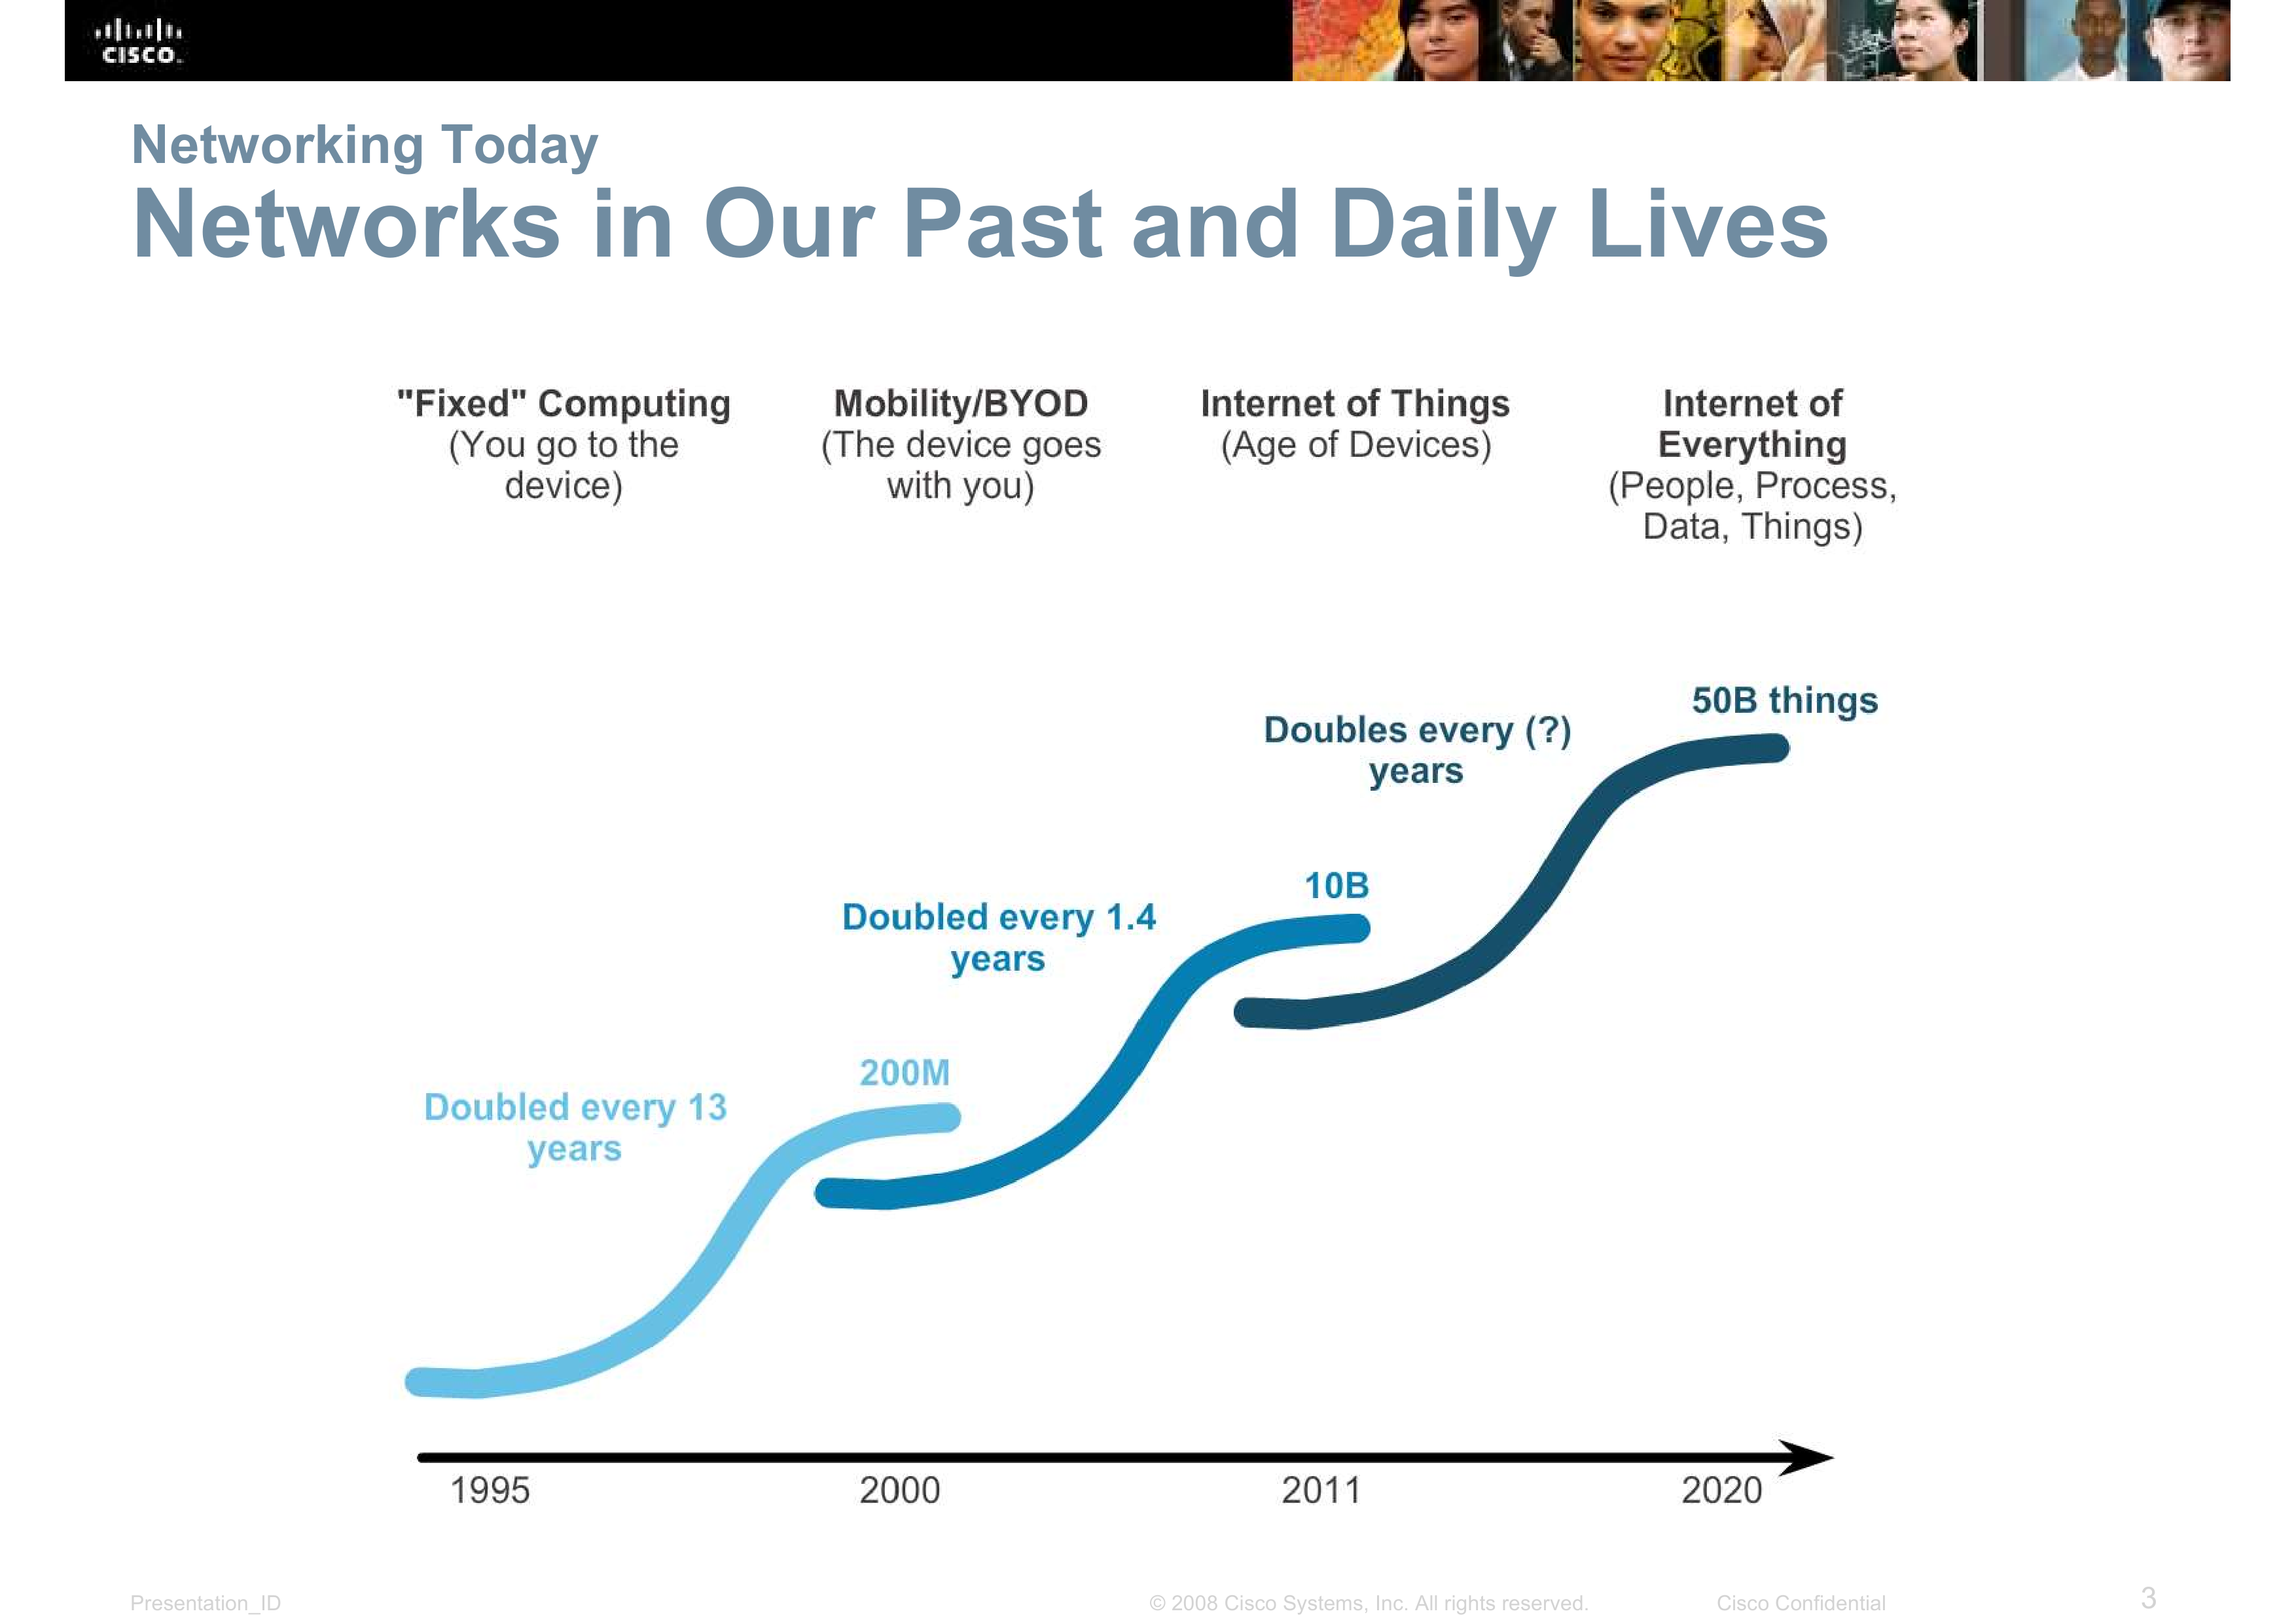 CISCO
Networking Today
Networks in Our Past and Daily Lives
"Fixed" Computing
(You go to the
device)
Mobility/BYOD
(The device goes
with you)
Internet of Things
(Age of Devices)
Internet of
Everything
(People, Process,
Data, Things)
50B things
Doubles every (?)
years
10B
Doubled every 1.4
years
200M
Doubled every 13
years
1995
2000
2011
2020
Presentation_ID
© 2008 Cisco Systems, Inc. All rights reserved.
Cisco Confidential
3